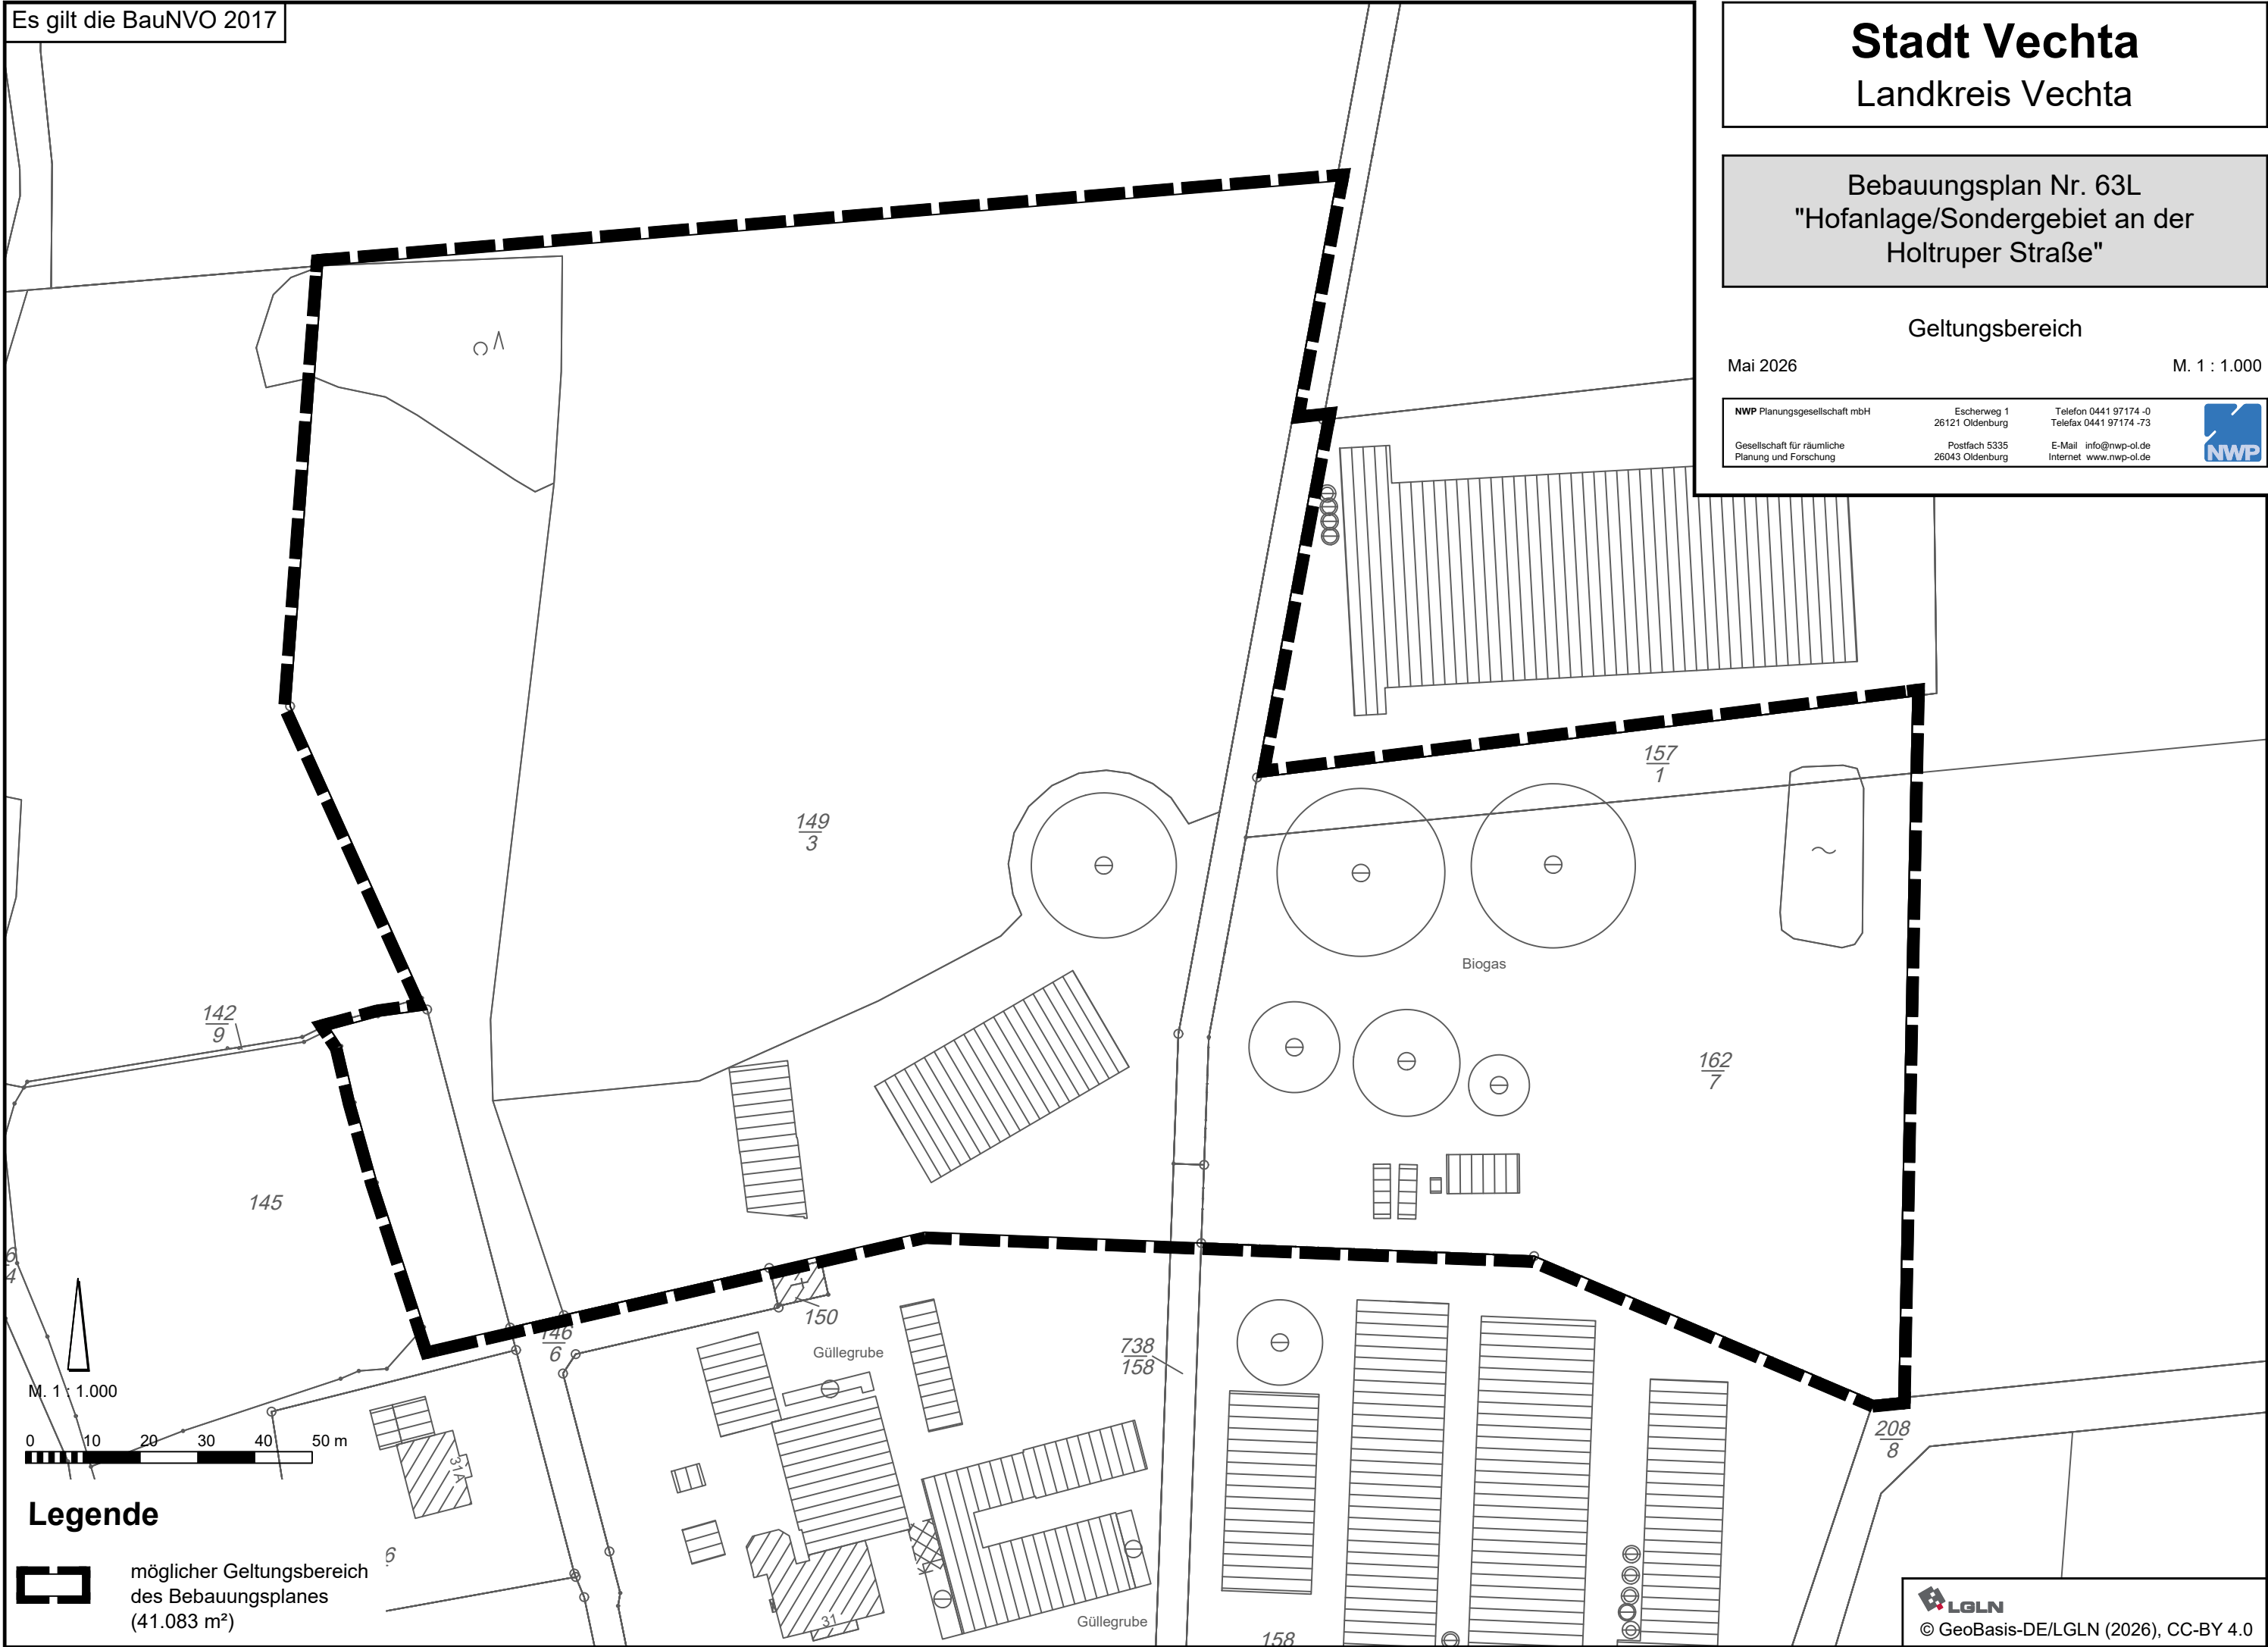 Es gilt die BauNVO 2017
Stadt Vechta
Landkreis Vechta
Bebauungsplan Nr. 63L
"Hofanlage/Sondergebiet an der
Holtruper Straße"
Geltungsbereich
Mai 2026
M. 1 : 1.000
NWP Planungsgesellschaft mbH
Gesellschaft für räumliche
Planung und Forschung
Escherweg 1
26121 Oldenburg
Postfach 5335
26043 Oldenburg
Telefon 0441 97174 -0
Telefax 0441 97174 -73
E-Mail info@nwp-ol.de
Internet www.nwp-ol.de
NWP
157
1
149
3
Biogas
142
9
162
7
145
6
4
150
146
6
Güllegrube
738
158
208
8
M. 1 : 1.000
0 10 20 30 40 50 m
31A
Legende
möglicher Geltungsbereich
des Bebauungsplanes
(41.083 m²)
6
31
Güllegrube
158
LGLN
© GeoBasis-DE/LGLN (2026), CC-BY 4.0